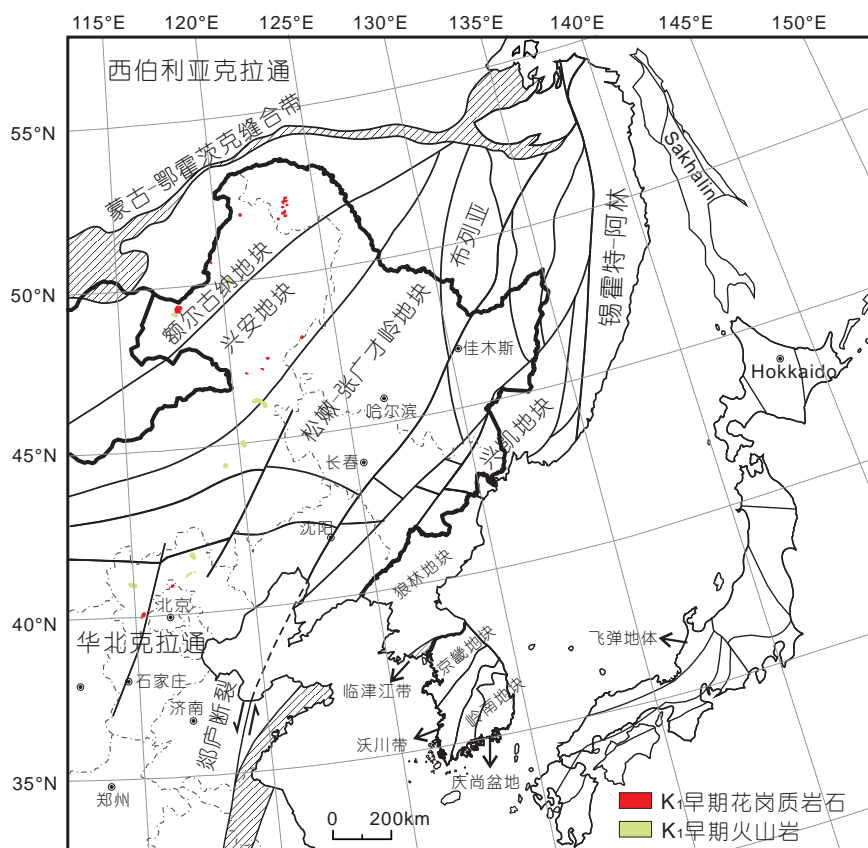 115°E 120°E 125°E 130°E 135°E 140°E 145°E 150°E
西伯利亚克拉通
55°N
蒙古-鄂霍茨克缝合带
Sakhalin
布列亚
锡霍特-阿林
50°N
额尔古纳地块
兴安地块
松嫩-张广才岭地块
佳木斯
Hokkaido
哈尔滨
兴凯地块
45°N
长春
沈阳
狼林地块
北京
40°N
华北克拉通
飞弹地体
京畿地块
石家庄
临津江带
岭南地块
济南
郯庐断裂
沃川带
35°N
庆尚盆地
郑州
0 200km
K₁早期花岗质岩石
K₁早期火山岩